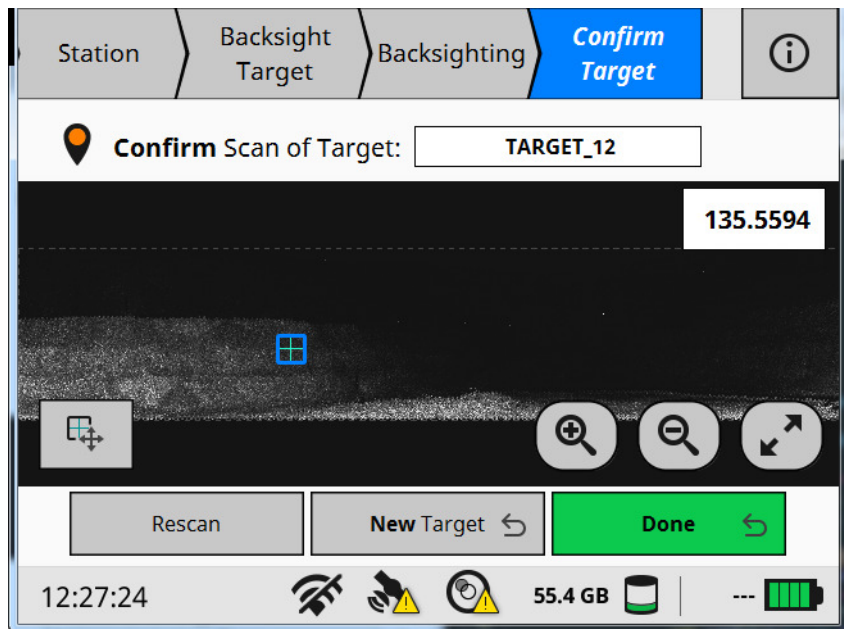 Station
Backsight
Target
Backsighting
Confirm
Target
Confirm Scan of Target:
TARGET_12
135.5594
Rescan
New Target
Done
12:27:24
55.4 GB
---